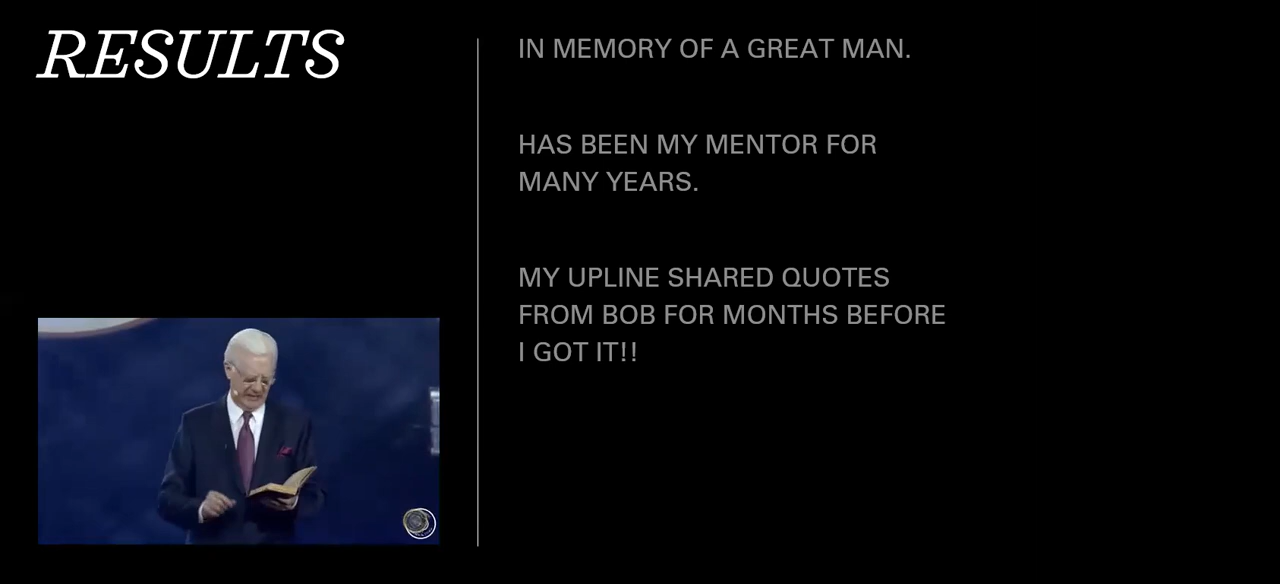 RESULTS
IN MEMORY OF A GREAT MAN.
HAS BEEN MY MENTOR FOR
MANY YEARS.
MY UPLINE SHARED QUOTES
FROM BOB FOR MONTHS BEFORE
I GOT IT!!